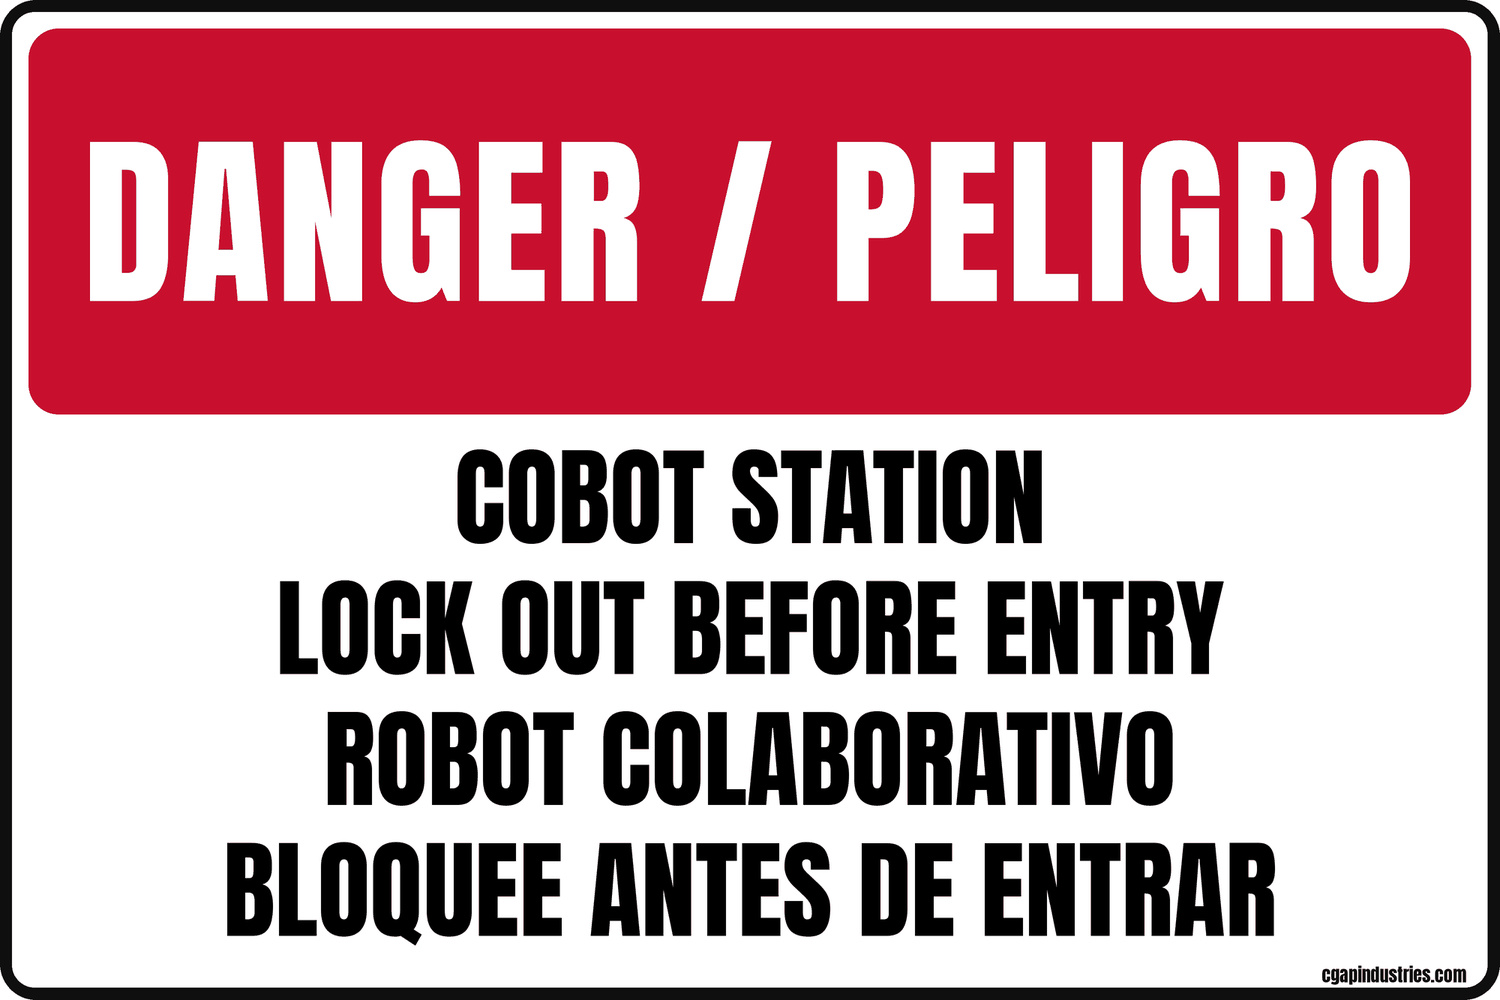 DANGER / PELIGRO
COBOT STATION
LOCK OUT BEFORE ENTRY
ROBOT COLABORATIVO
BLOQUEE ANTES DE ENTRAR
cgapindustries.com